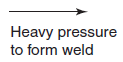 Heavy pressure
to form weld